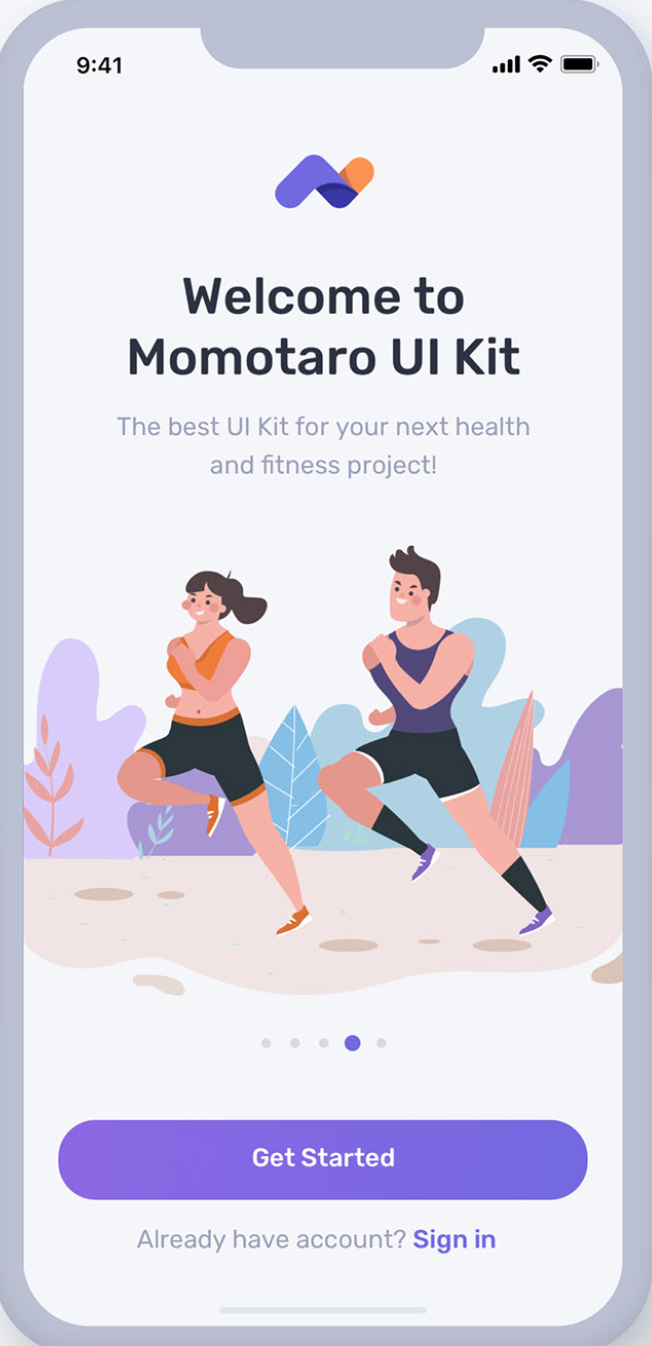 9:41
Welcome to
Momotaro UI Kit
The best UI Kit for your next health
and fitness project!
Get Started
Already have account? Sign in